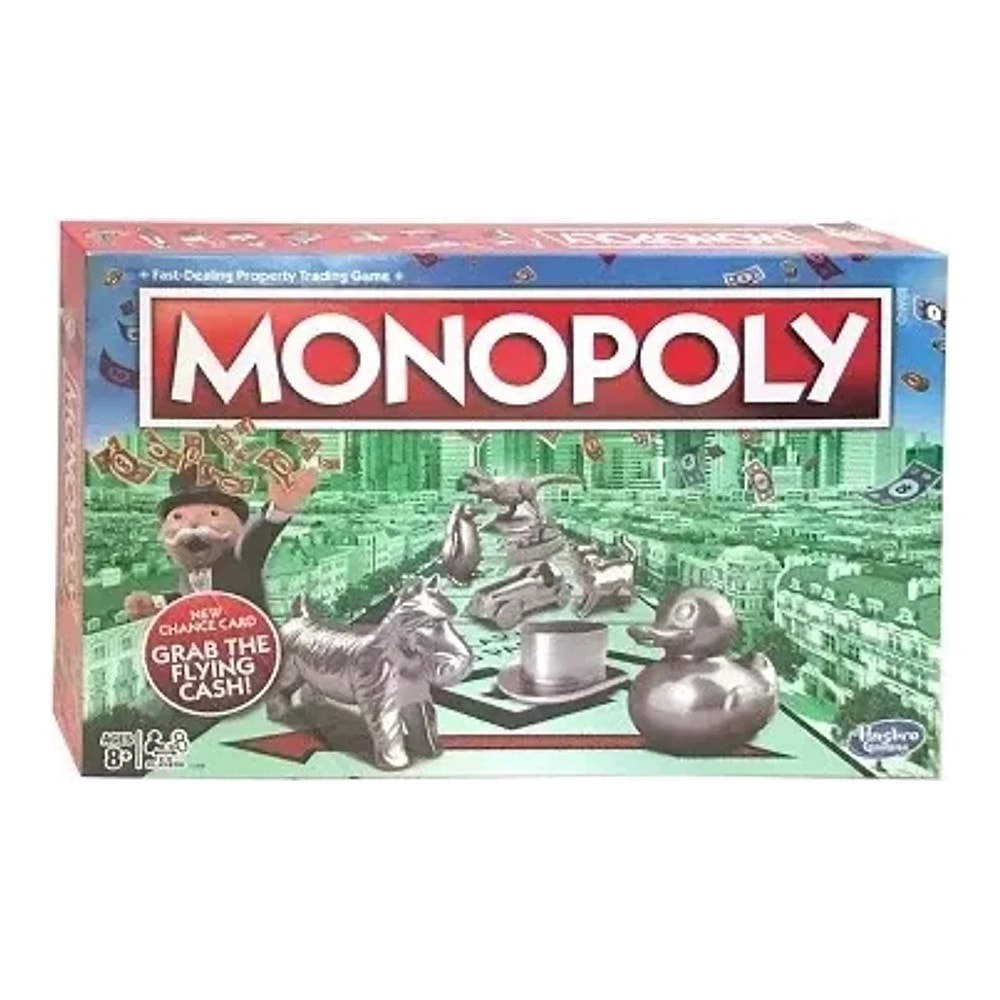 Fast-Dealing Property Trading Game
MONOPOLY
NEW
CHANCE CARD
GRAB THE
FLYING
CASH!
AGES
8+
Hasbro
Gaming